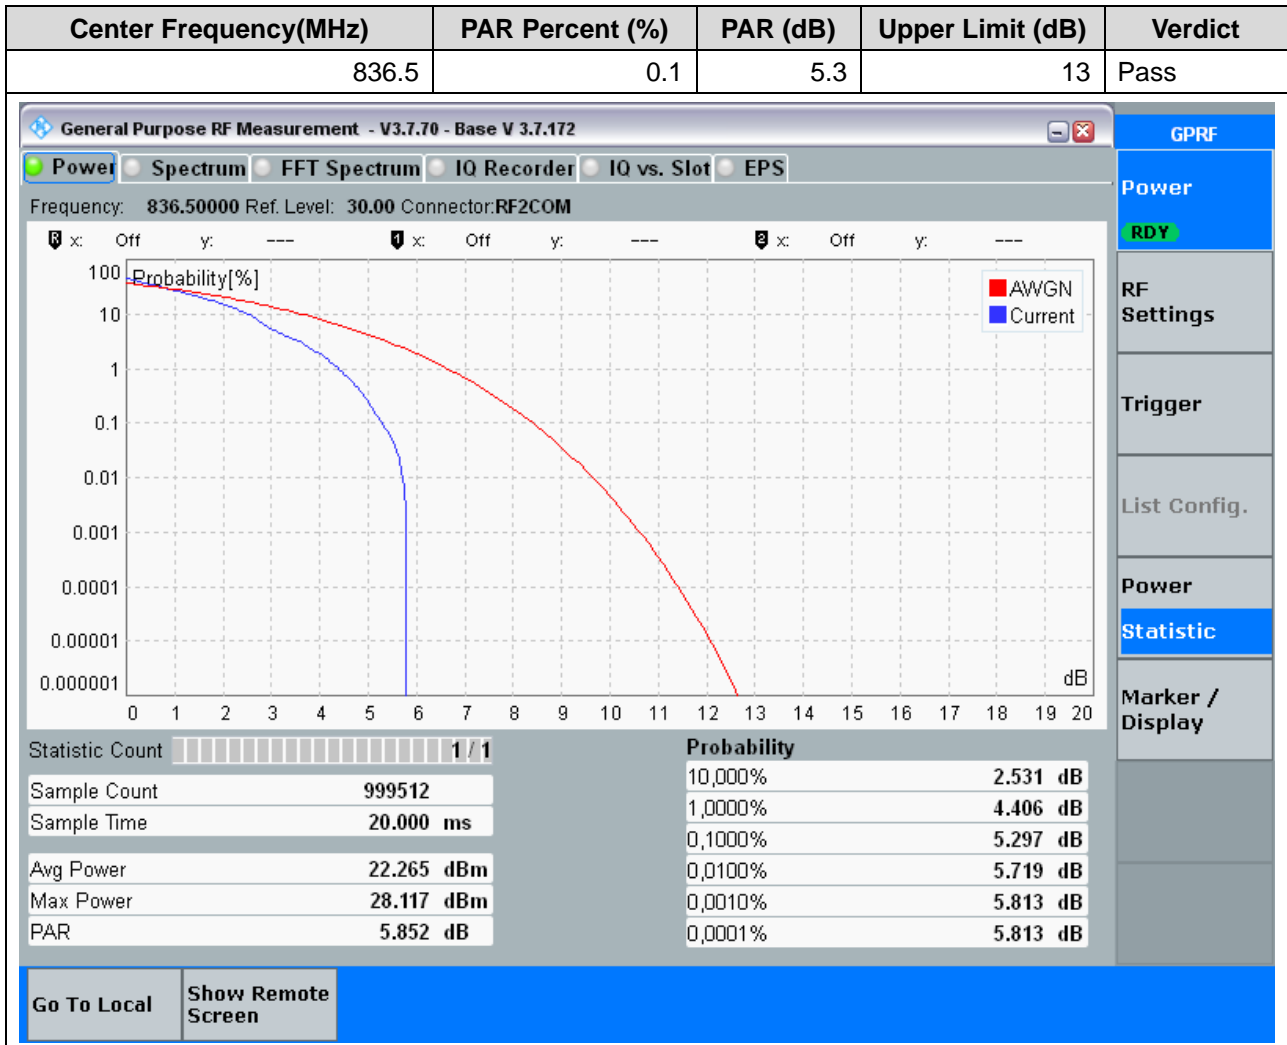 Center Frequency(MHz) PAR Percent (%) PAR (dB) Upper Limit (dB) Verdict
836.5 0.1 5.3 13 Pass
General Purpose RF Measurement - V3.7.70 - Base V 3.7.172
GPRF
Power Spectrum FFT Spectrum IQ Recorder IQ vs. Slot EPS
Frequency: 836.50000 Ref. Level: 30.00 Connector:RF2COM
R x: Off y: --- 1 x: Off y: --- 2 x: Off y: ---
Probability[%]
100
10
1
0.1
0.01
0.001
0.0001
0.00001
0.000001
AWGN
Current
dB
0 1 2 3 4 5 6 7 8 9 10 11 12 13 14 15 16 17 18 19 20
Statistic Count 1 / 1
Sample Count 999512
Sample Time 20.000 ms
Avg Power 22.265 dBm
Max Power 28.117 dBm
PAR 5.852 dB
Probability
10,000% 2.531 dB
1,0000% 4.406 dB
0,1000% 5.297 dB
0,0100% 5.719 dB
0,0010% 5.813 dB
0,0001% 5.813 dB
Power
RDY
RF
Settings
Trigger
List Config.
Power
Statistic
Marker /
Display
Go To Local
Show Remote
Screen